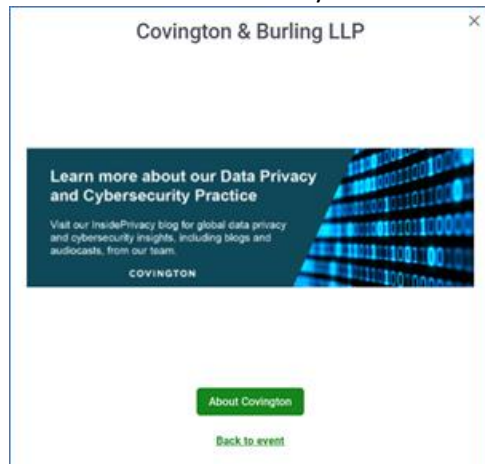 Covington & Burling LLP
Learn more about our Data Privacy
and Cybersecurity Practice
Visit our InsidePrivacy blog for global data privacy
and cybersecurity insights, including blogs and
audiocasts, from our team.
COVINGTON
About Covington
Back to event